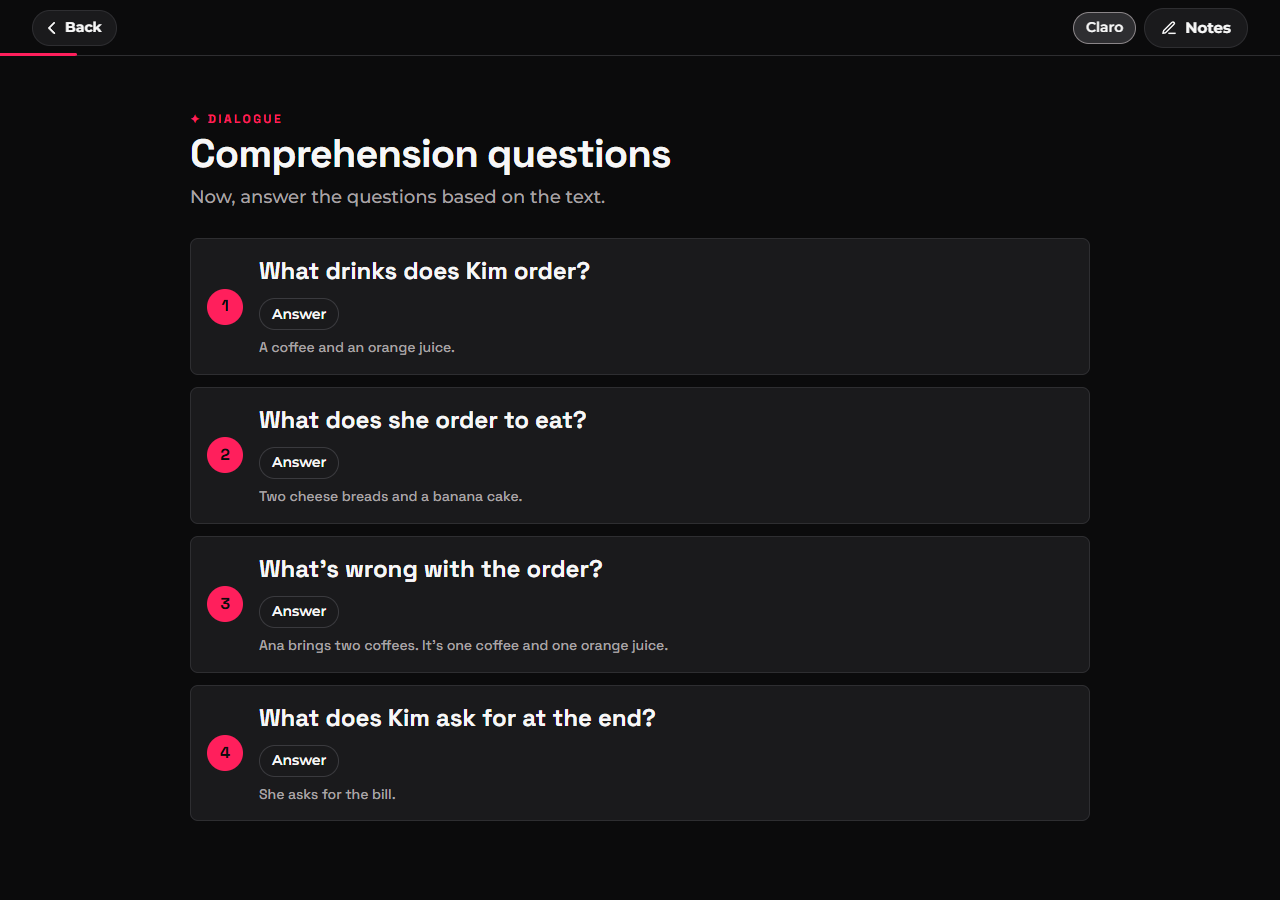 Back
Claro
Notes
✦ DIALOGUE
Comprehension questions
Now, answer the questions based on the text.
1
What drinks does Kim order?
Answer
A coffee and an orange juice.
2
What does she order to eat?
Answer
Two cheese breads and a banana cake.
3
What's wrong with the order?
Answer
Ana brings two coffees. It's one coffee and one orange juice.
4
What does Kim ask for at the end?
Answer
She asks for the bill.